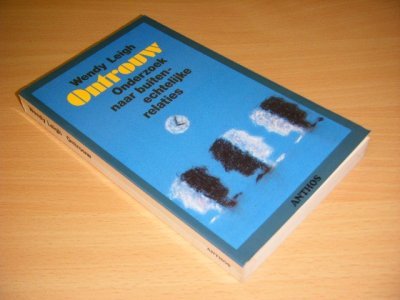 Wendy Leigh
Ontrouw
Onderzoek
naar buiten-
echtelijke
relaties
ANTHOS
Wendy Leigh Ontrouw
ANTHOS